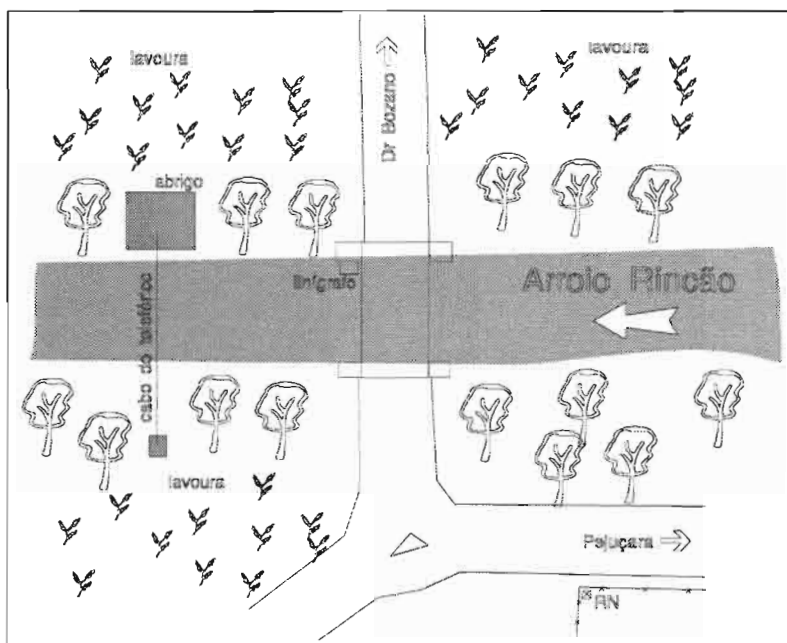 lavoura
lavoura
Dr Bozano
abrigo
linígrafo
Arroio Rincão
cabo do teleférico
lavoura
Pejuçara
RN